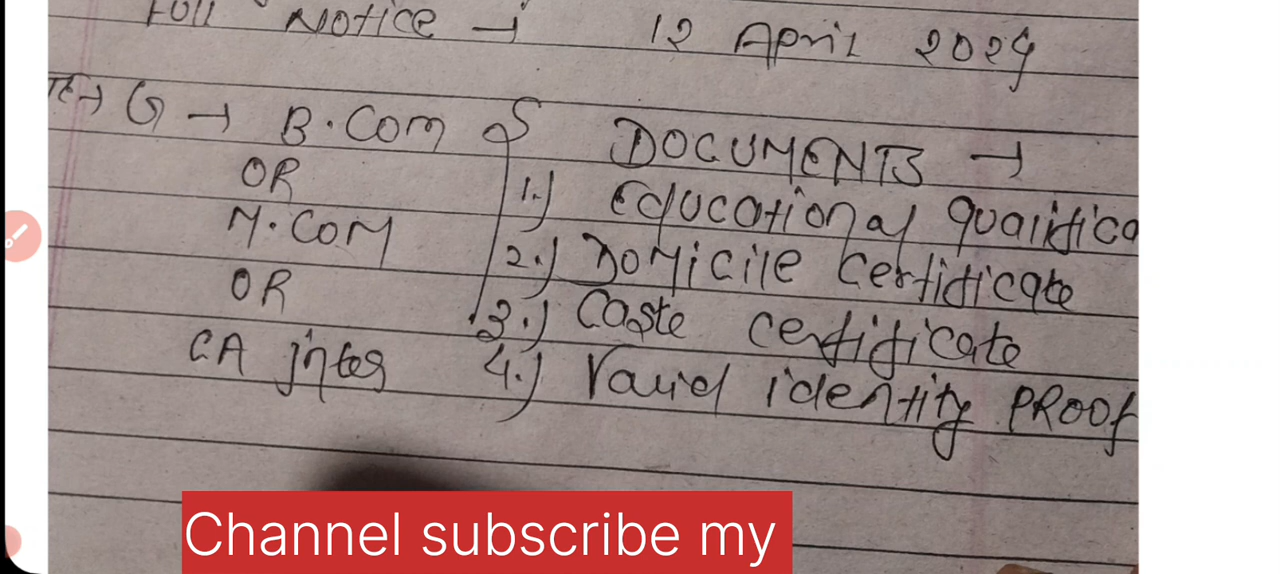 Full Notice → 12 April 2024
G → B.Com
OR
M.COM
OR
CA inter
DOCUMENTS →
1.) Educational qualifica
2.) Domicile certificate
3.) Caste certificate
4.) Valid identity PROOF
Channel subscribe my